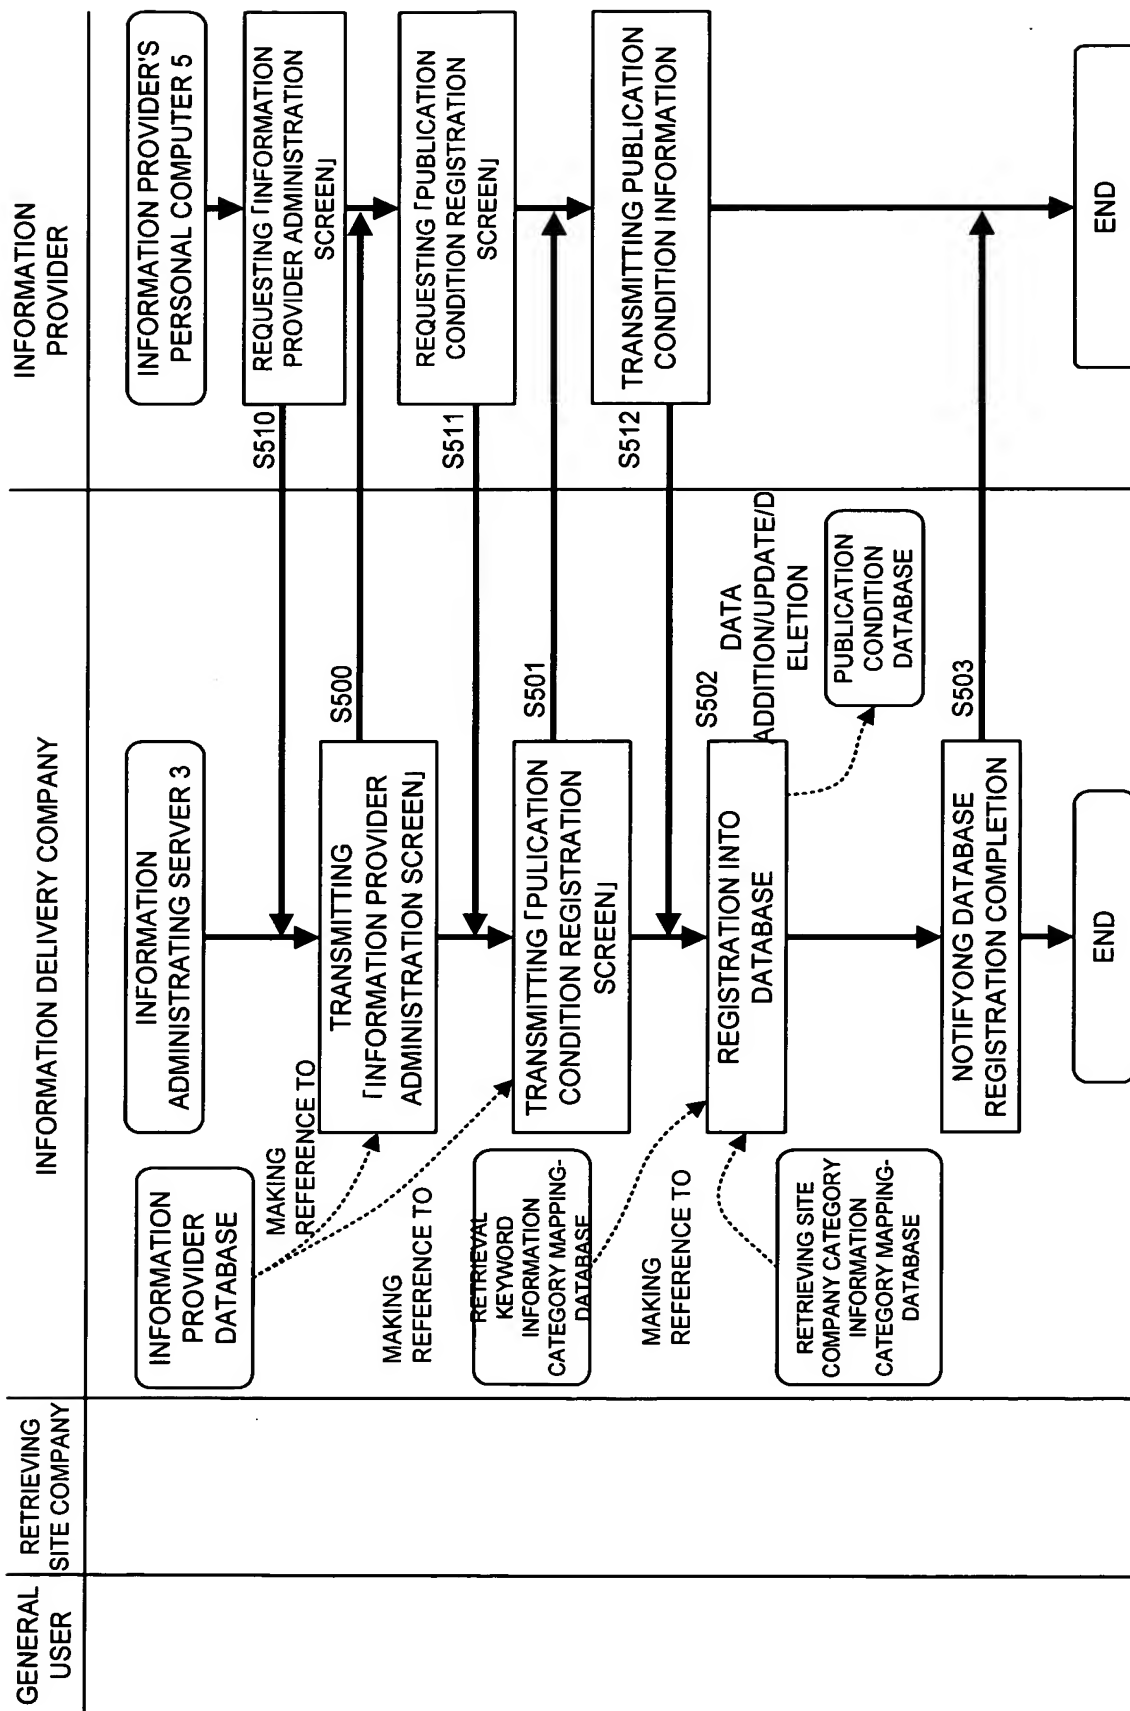 GENERAL
USER
RETRIEVING
SITE COMPANY
INFORMATION DELIVERY COMPANY
INFORMATION
PROVIDER
INFORMATION
PROVIDER
DATABASE
MAKING
REFERENCE TO
MAKING
REFERENCE TO
RETRIEVAL
KEYWORD
INFORMATION
CATEGORY MAPPING-
DATABASE
MAKING
REFERENCE TO
RETRIEVING SITE
COMPANY CATEGORY
INFORMATION
CATEGORY MAPPING-
DATABASE
INFORMATION
ADMINISTRATING SERVER 3
TRANSMITTING
「INFORMATION PROVIDER
ADMINISTRATION SCREEN」
S500
TRANSMITTING 「PULICATION
CONDITION REGISTRATION
SCREEN」
S501
REGISTRATION INTO
DATABASE
S502
DATA
ADDITION/UPDATE/D
ELETION
PUBLICATION
CONDITION
DATABASE
NOTIFYONG DATABASE
REGISTRATION COMPLETION
S503
END
INFORMATION PROVIDER'S
PERSONAL COMPUTER 5
REQUESTING 「INFORMATION
PROVIDER ADMINISTRATION
SCREEN」
S510
REQUESTING 「PUBLICATION
CONDITION REGISTRATION
SCREEN」
S511
TRANSMITTING PUBLICATION
CONDITION INFORMATION
S512
END